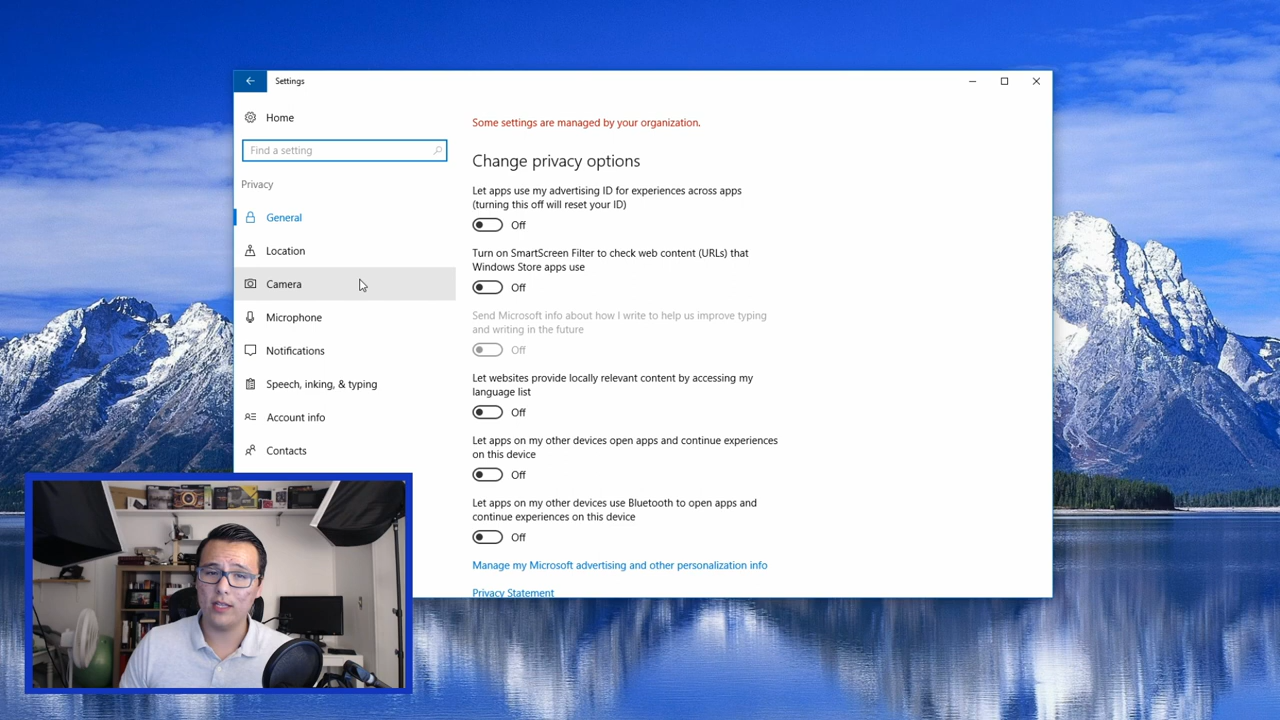 Settings
Home
Find a setting
Privacy
General
Location
Camera
Microphone
Notifications
Speech, inking, & typing
Account info
Contacts
Some settings are managed by your organization.
Change privacy options
Let apps use my advertising ID for experiences across apps
(turning this off will reset your ID)
Off
Turn on SmartScreen Filter to check web content (URLs) that
Windows Store apps use
Off
Send Microsoft info about how I write to help us improve typing
and writing in the future
Off
Let websites provide locally relevant content by accessing my
language list
Off
Let apps on my other devices open apps and continue experiences
on this device
Off
Let apps on my other devices use Bluetooth to open apps and
continue experiences on this device
Off
Manage my Microsoft advertising and other personalization info
Privacy Statement